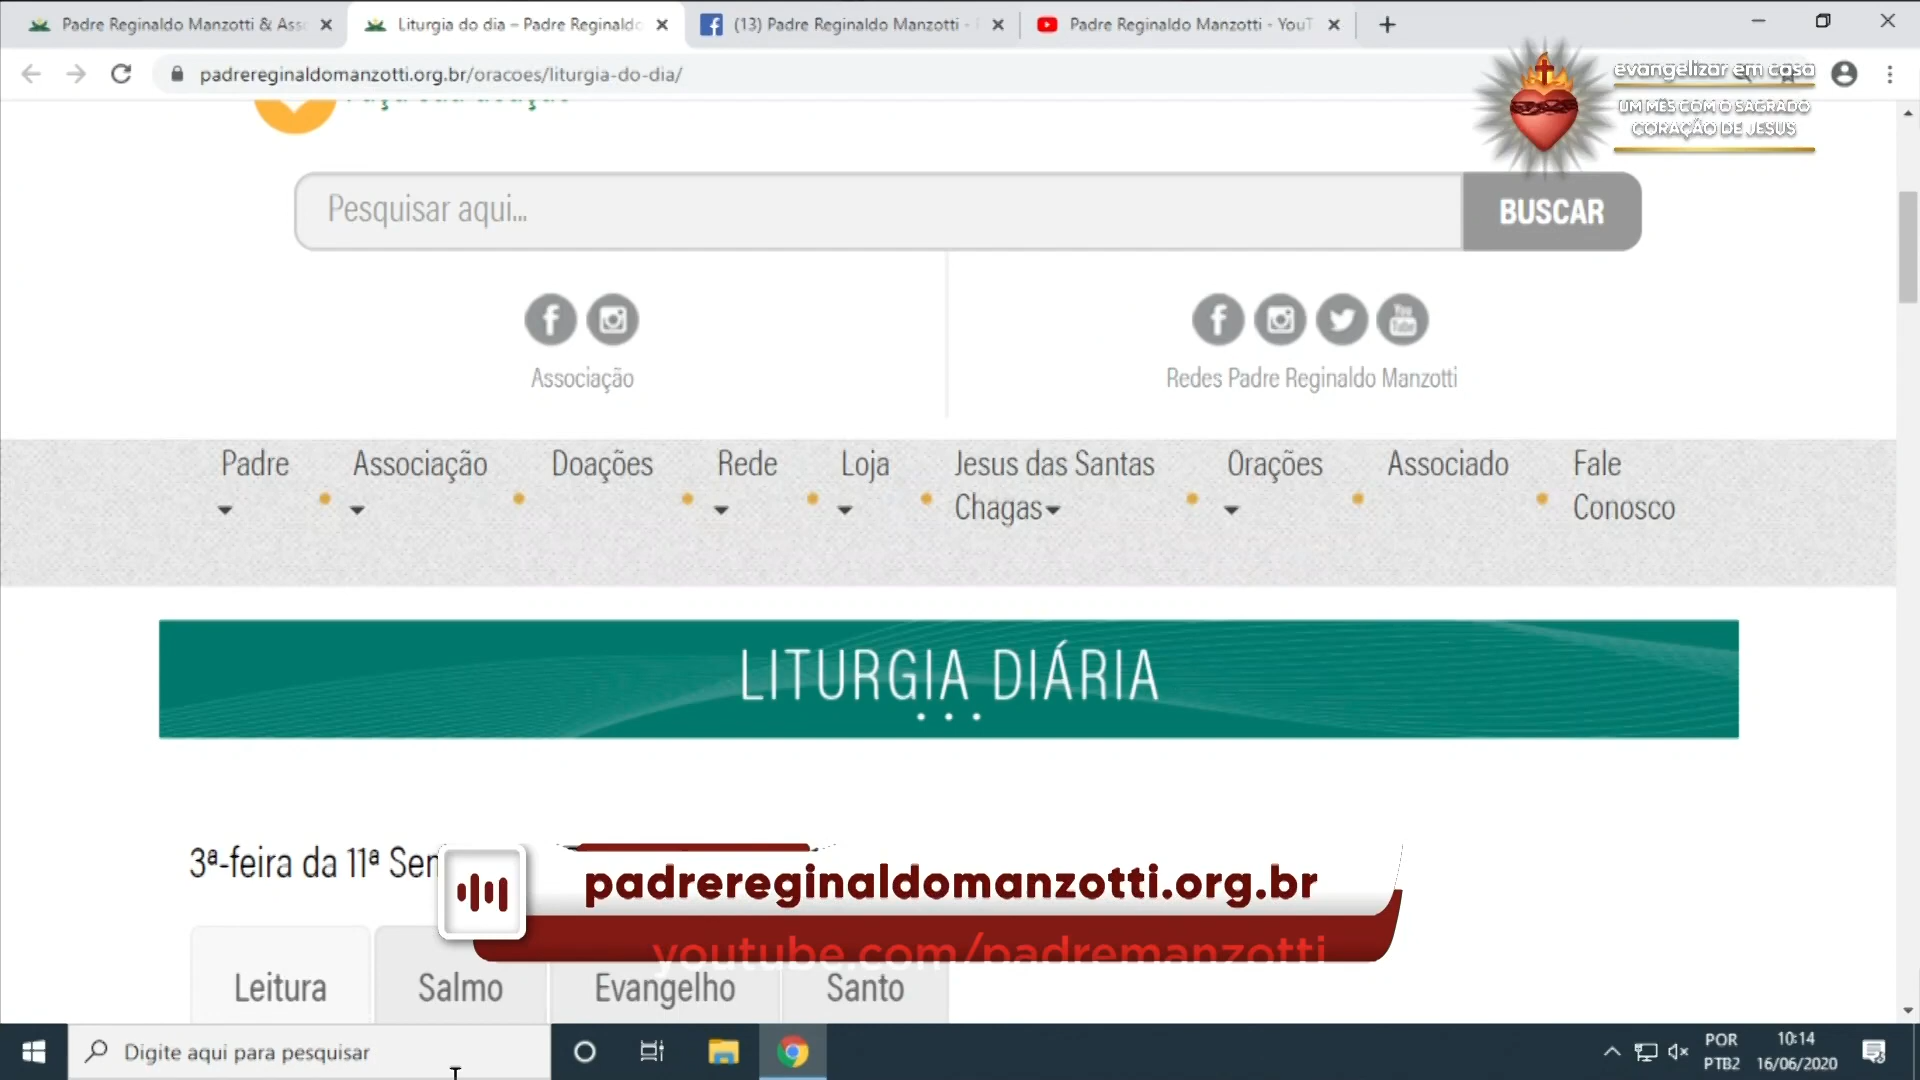 Padre Reginaldo Manzotti & Ass
Liturgia do dia – Padre Reginaldo
(13) Padre Reginaldo Manzotti -
Padre Reginaldo Manzotti - YouT
padrereginaldomanzotti.org.br/oracoes/liturgia-do-dia/
evangelizar em casa
UM MÊS COM O SAGRADO
CORAÇÃO DE JESUS
Pesquisar aqui...
BUSCAR
You
Tube
Associação
Redes Padre Reginaldo Manzotti
Padre
Associação
Doações
Rede
Loja
Jesus das Santas
Chagas
Orações
Associado
Fale
Conosco
LITURGIA DIÁRIA
3ª-feira da 11ª Sem
padrereginaldomanzotti.org.br
youtube.com/padremanzotti
Leitura
Salmo
Evangelho
Santo
Digite aqui para pesquisar
POR
PTB2
10:14
16/06/2020